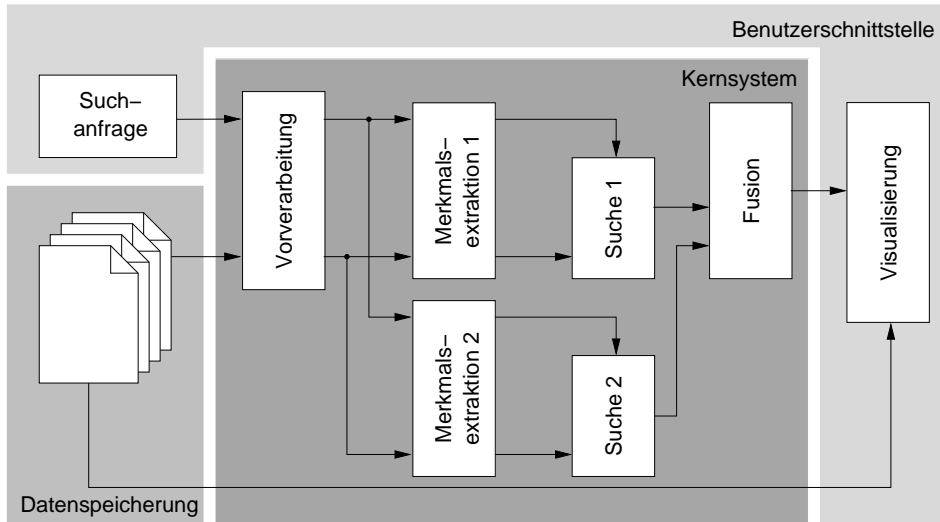 Benutzerschnittstelle
Kernsystem
Such–
anfrage
Vorverarbeitung
Merkmals–
extraktion 1
Suche 1
Fusion
Visualisierung
Merkmals–
extraktion 2
Suche 2
Datenspeicherung